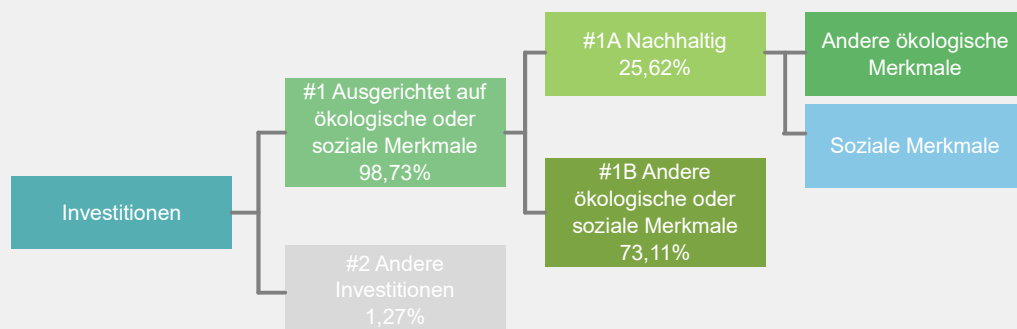 Investitionen
#1 Ausgerichtet auf
ökologische oder
soziale Merkmale
98,73%
#2 Andere
Investitionen
1,27%
#1A Nachhaltig
25,62%
#1B Andere
ökologische oder
soziale Merkmale
73,11%
Andere ökologische
Merkmale
Soziale Merkmale